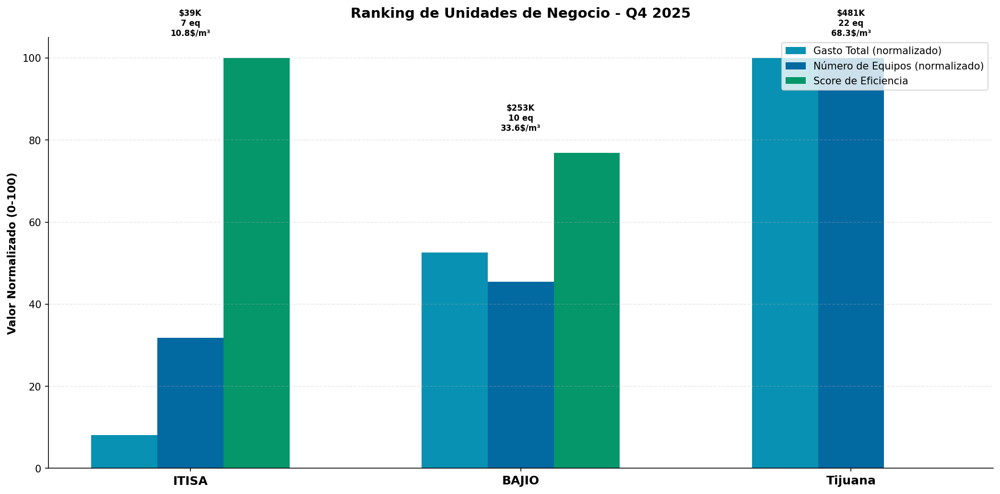 Ranking de Unidades de Negocio - Q4 2025
$39K
7 eq
10.8$/m³
$253K
10 eq
33.6$/m³
$481K
22 eq
68.3$/m³
Gasto Total (normalizado)
Número de Equipos (normalizado)
Score de Eficiencia
Valor Normalizado (0-100)
100
80
60
40
20
0
ITISA
BAJIO
Tijuana